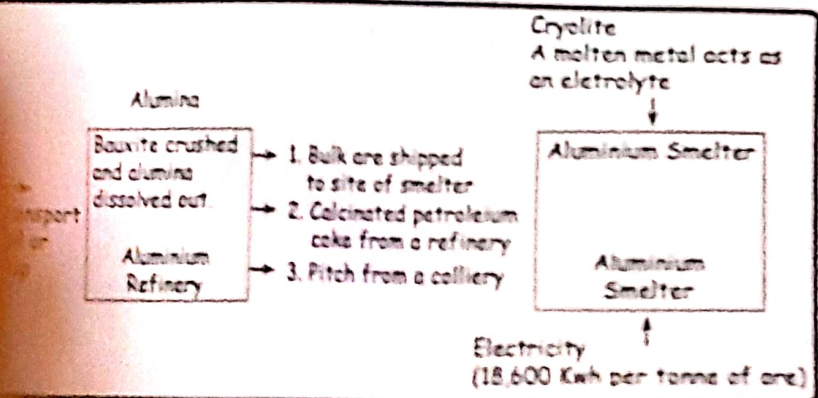 Cryolite
A molten metal acts as
an eletrolyte
Alumina
Bauxite crushed
and alumina
dissolved out.
Aluminium
Refinery
1. Bulk are shipped
to site of smelter
2. Calcinated petroleium
coke from a refinery
3. Pitch from a colliery
Aluminium Smelter
Aluminium
Smelter
Electricity
(18,600 Kwh per tonne of ore)